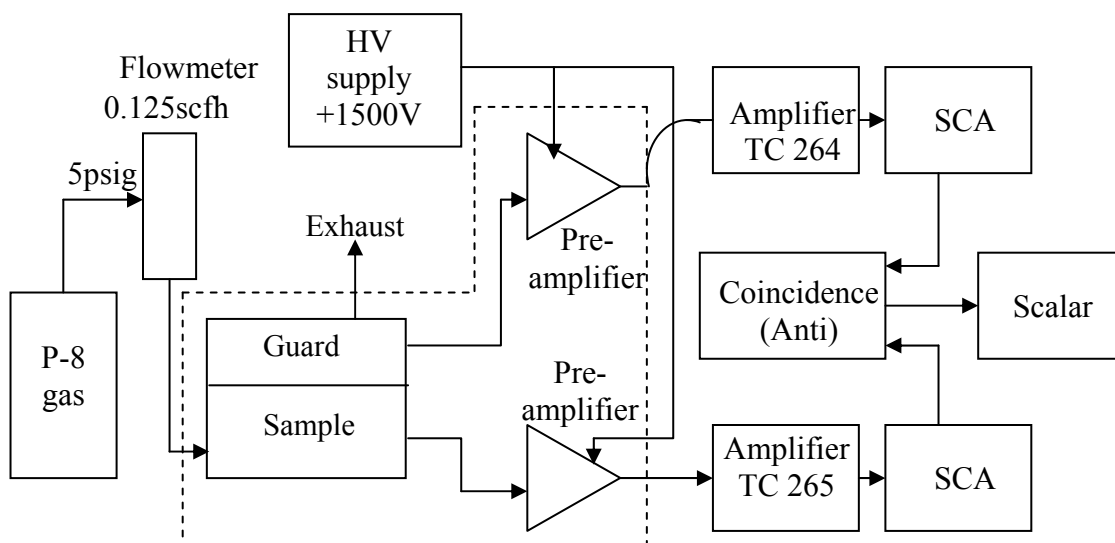 Flowmeter
0.125scfh
HV
supply
+1500V
Amplifier
TC 264
SCA
5psig
Exhaust
Pre-
amplifier
P-8
gas
Guard
Sample
Coincidence
(Anti)
Scalar
Pre-
amplifier
Amplifier
TC 265
SCA